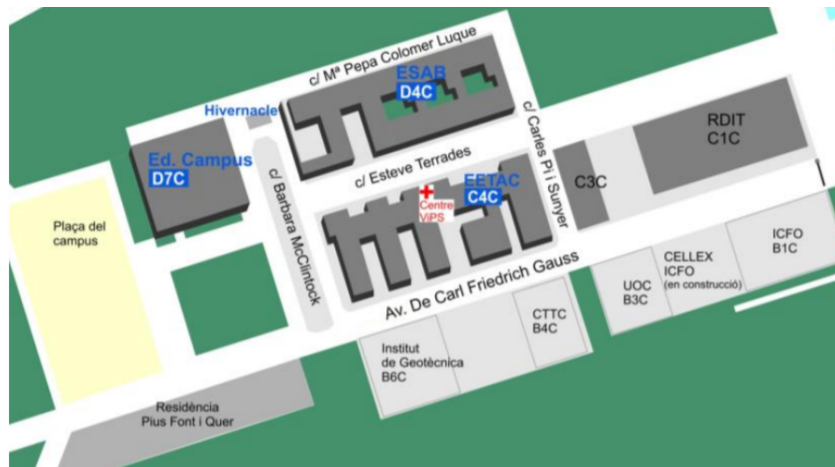 c/ Mª Pepa Colomer Luque
ESAB
D4C
Hivernacle
Ed. Campus
D7C
c/ Esteve Terrades
c/ Carles Pi i Sunyer
RDIT
C1C
C3C
EETAC
C4C
Centre
ViPS
c/ Barbara McClintock
Plaça del
campus
Av. De Carl Friedrich Gauss
ICFO
B1C
CELLEX
ICFO
(en construcció)
UOC
B3C
CTTC
B4C
Institut
de Geotècnica
B6C
Residència
Pius Font i Quer